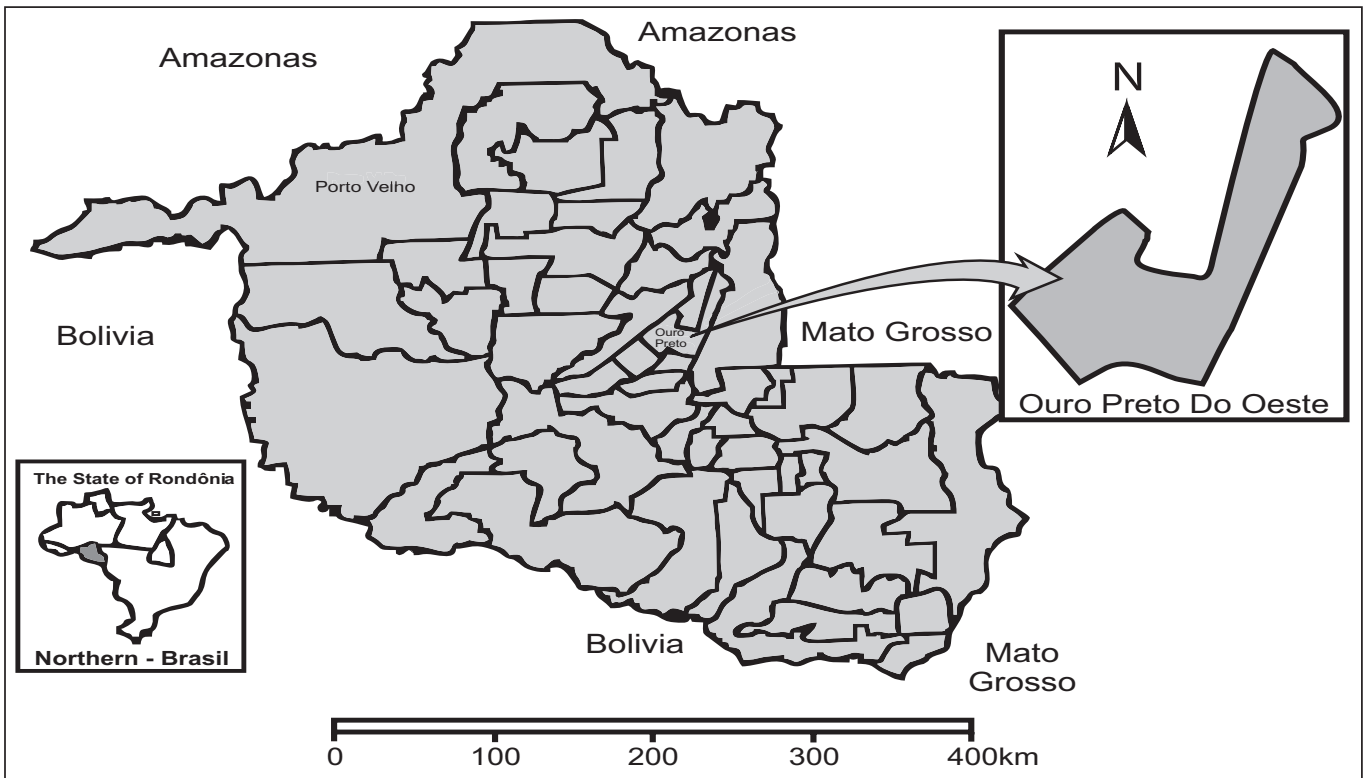 Amazonas
Amazonas
N
Porto Velho
Bolivia
Ouro
Preto
Mato Grosso
Ouro Preto Do Oeste
The State of Rondônia
Northern - Brasil
Bolivia
Mato
Grosso
0 100 200 300 400km